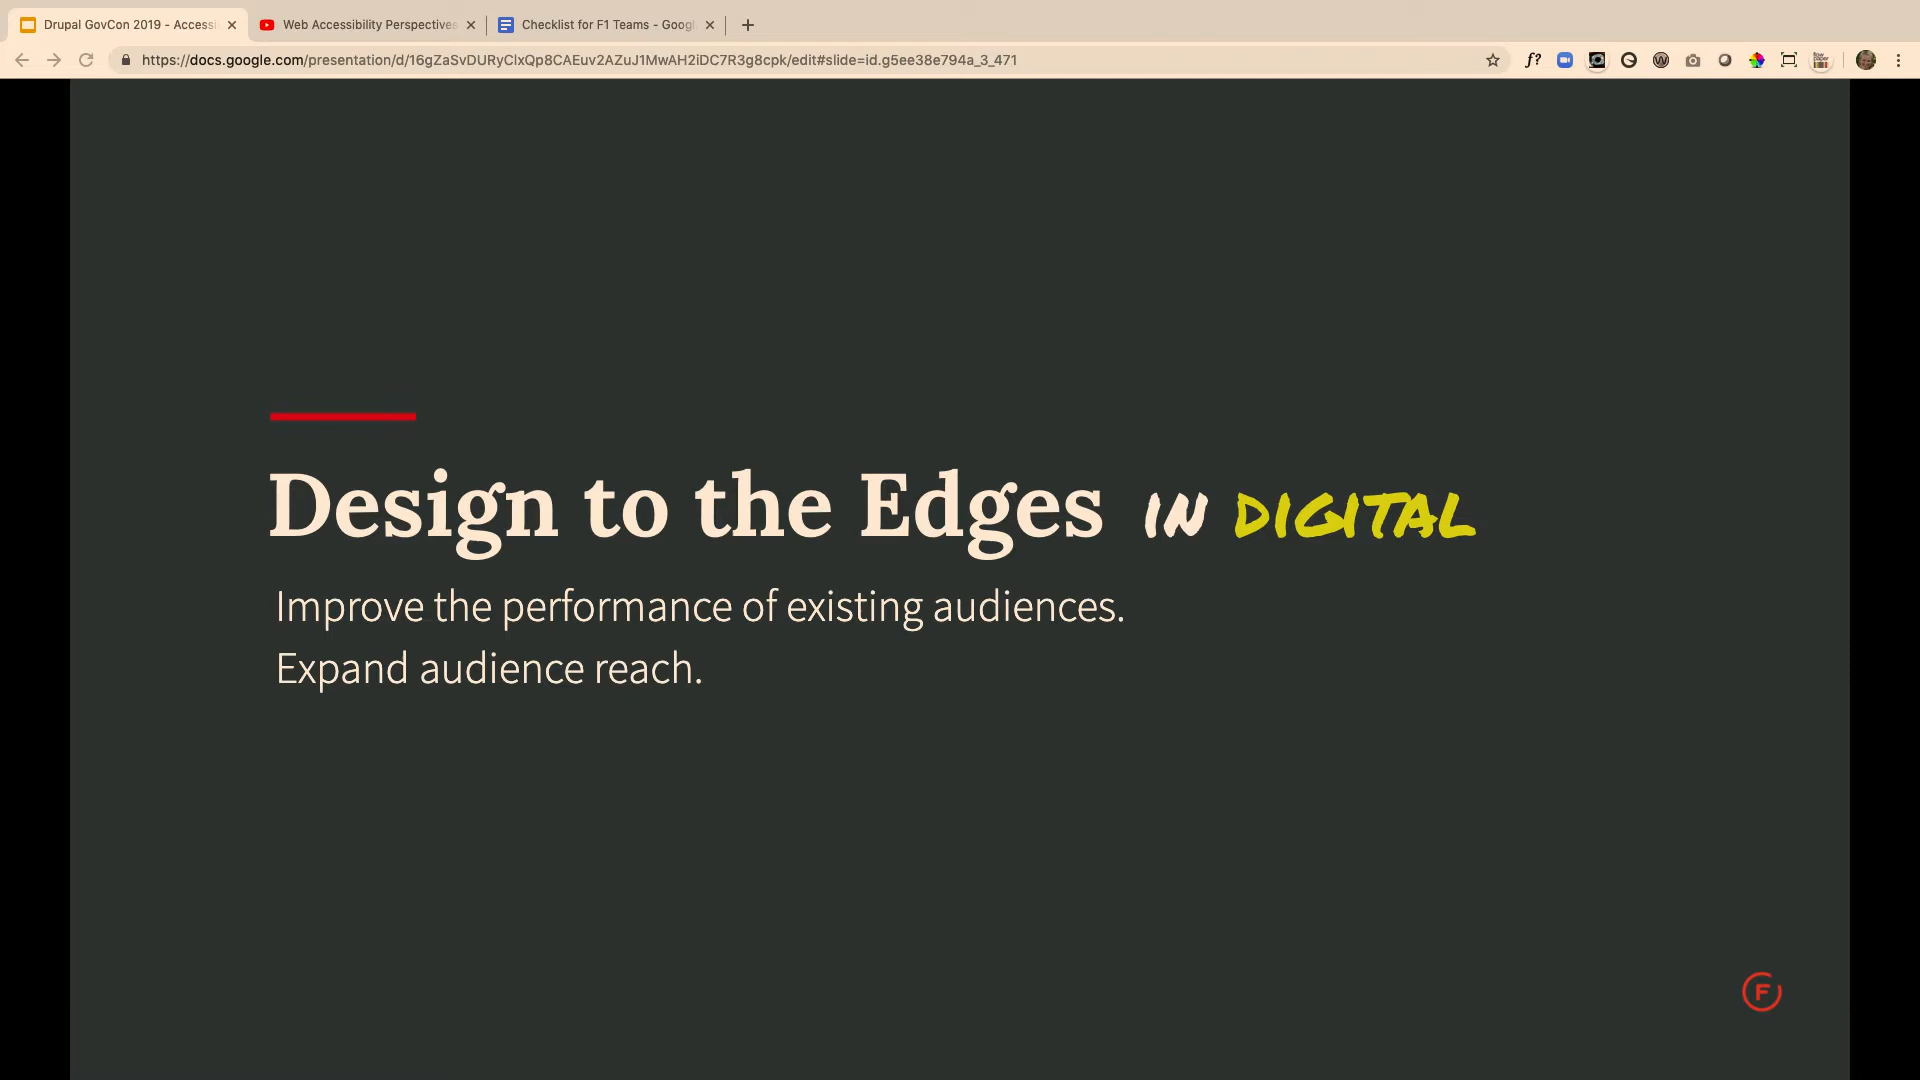 Drupal GovCon 2019 - Accessi
Web Accessibility Perspectives
Checklist for F1 Teams - Googl
https://docs.google.com/presentation/d/16gZaSvDURyClxQp8CAEuv2AZuJ1MwAH2iDC7R3g8cpk/edit#slide=id.g5ee38e794a_3_471
f?
Design to the Edges IN DIGITAL
Improve the performance of existing audiences.
Expand audience reach.
F